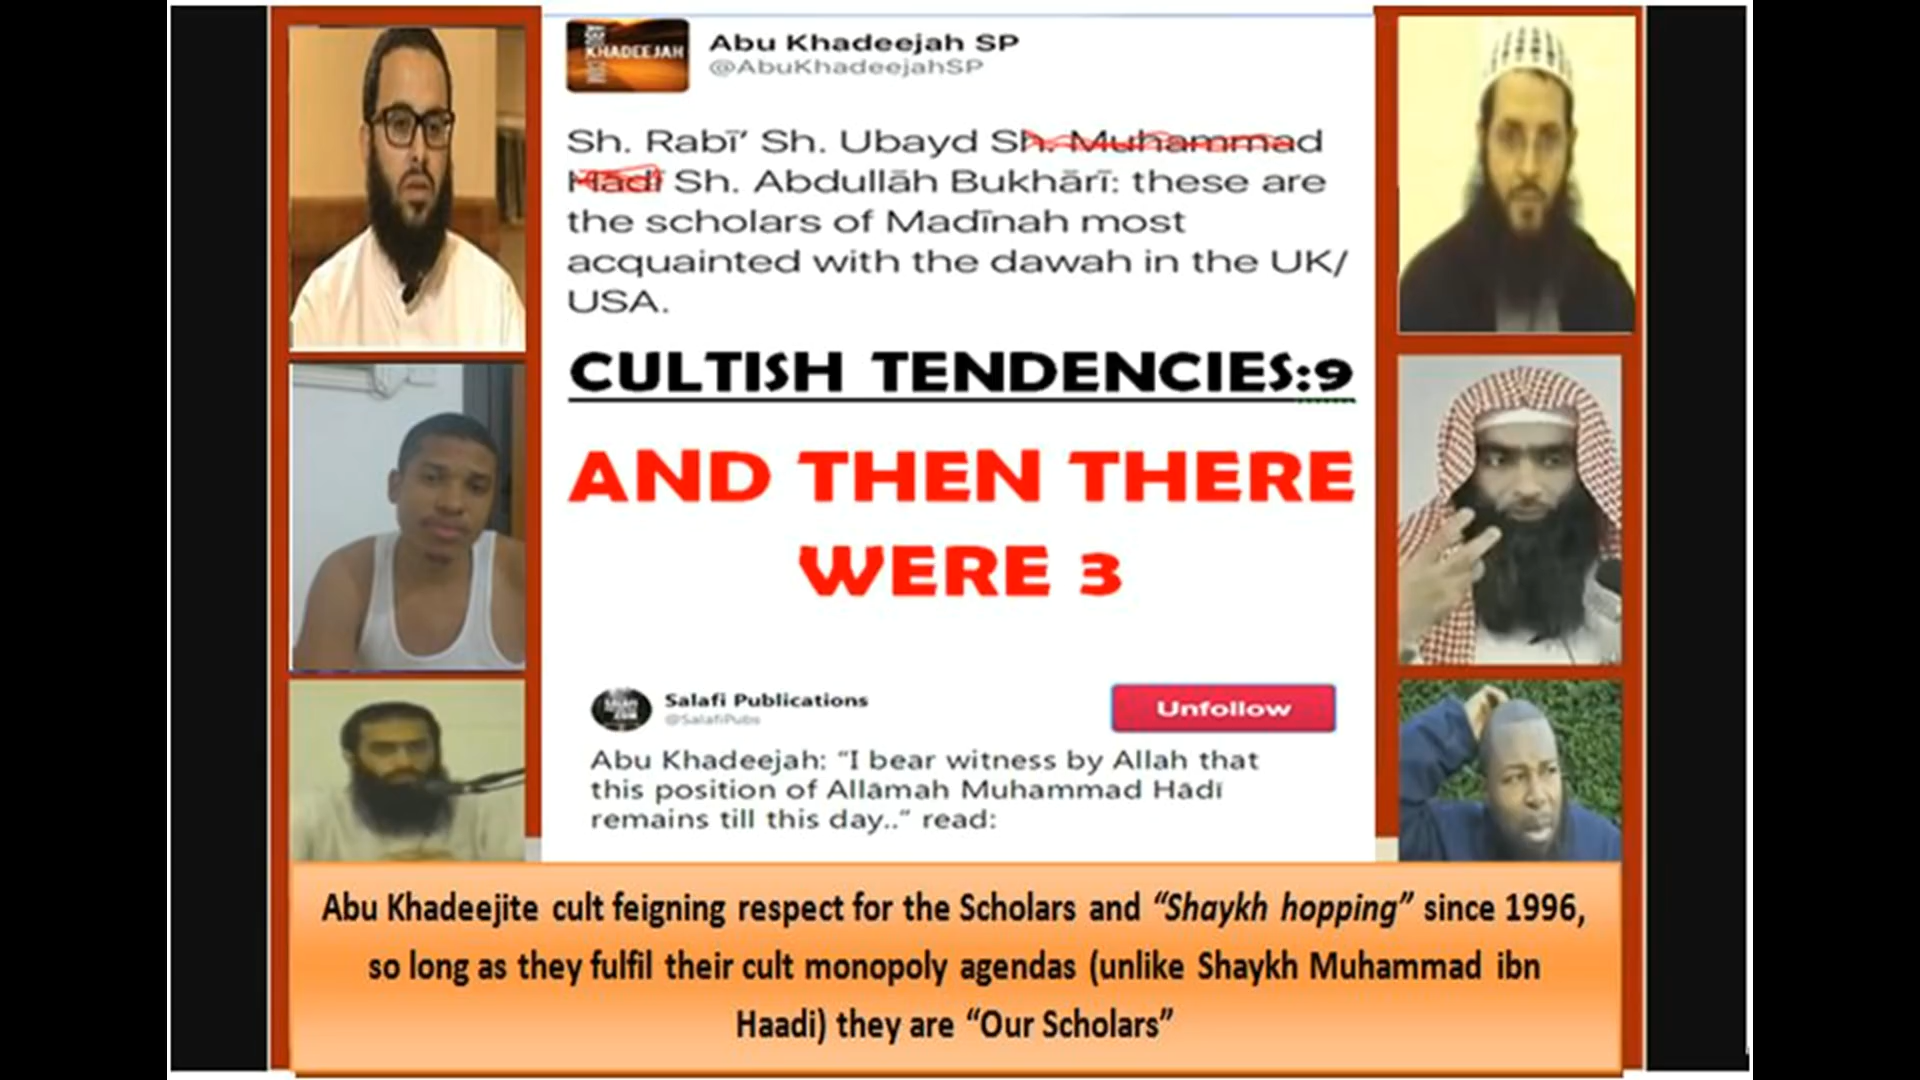 KHADEEJAH
Abu Khadeejah SP
@AbuKhadeejahSP
Sh. Rabī’ Sh. Ubayd Sh. Muhammad
Hadī Sh. Abdullāh Bukhārī: these are
the scholars of Madīnah most
acquainted with the dawah in the UK/
USA.
CULTISH TENDENCIES:9
AND THEN THERE
WERE 3
Salafi Publications
@SalafiPubs
Unfollow
Abu Khadeejah: “I bear witness by Allah that
this position of Allāmah Muhammad Hādī
remains till this day..” read:
Abu Khadeejite cult feigning respect for the Scholars and “Shaykh hopping” since 1996,
so long as they fulfil their cult monopoly agendas (unlike Shaykh Muhammad ibn
Haadi) they are “Our Scholars”